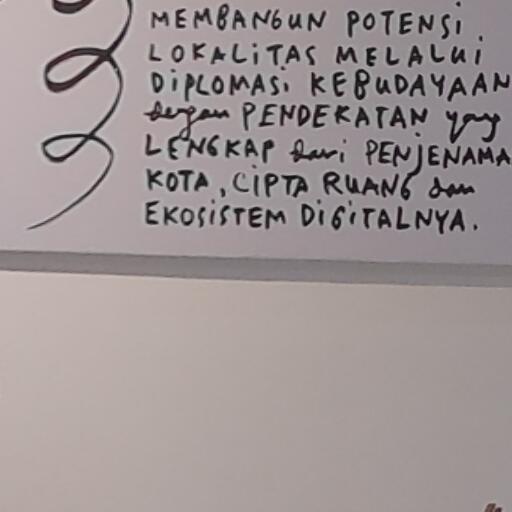 MEMBANGUN POTENSI
LOKALITAS MELALUI
DIPLOMASI KEBUDAYAAN
dengan PENDEKATAN yang
LENGKAP dari PENJENAMA
KOTA, CIPTA RUANG dan
EKOSISTEM DIGITALNYA.